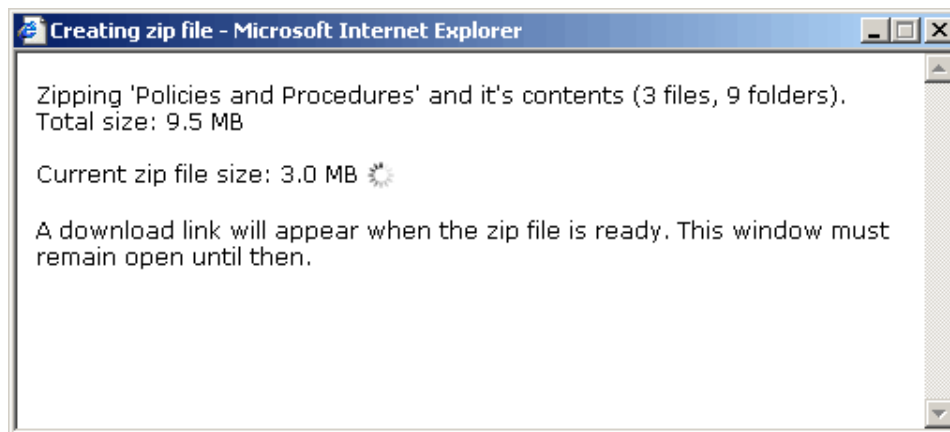 Creating zip file - Microsoft Internet Explorer
Zipping 'Policies and Procedures' and it's contents (3 files, 9 folders).
Total size: 9.5 MB
Current zip file size: 3.0 MB
A download link will appear when the zip file is ready. This window must
remain open until then.